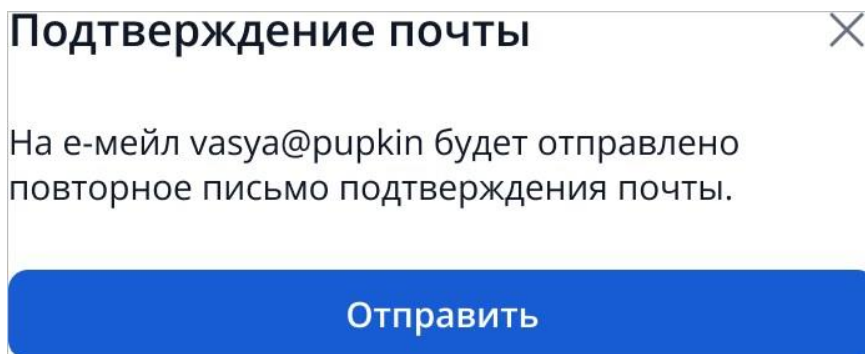 Подтверждение почты
На е-мейл vasya@pupkin будет отправлено
повторное письмо подтверждения почты.
Отправить